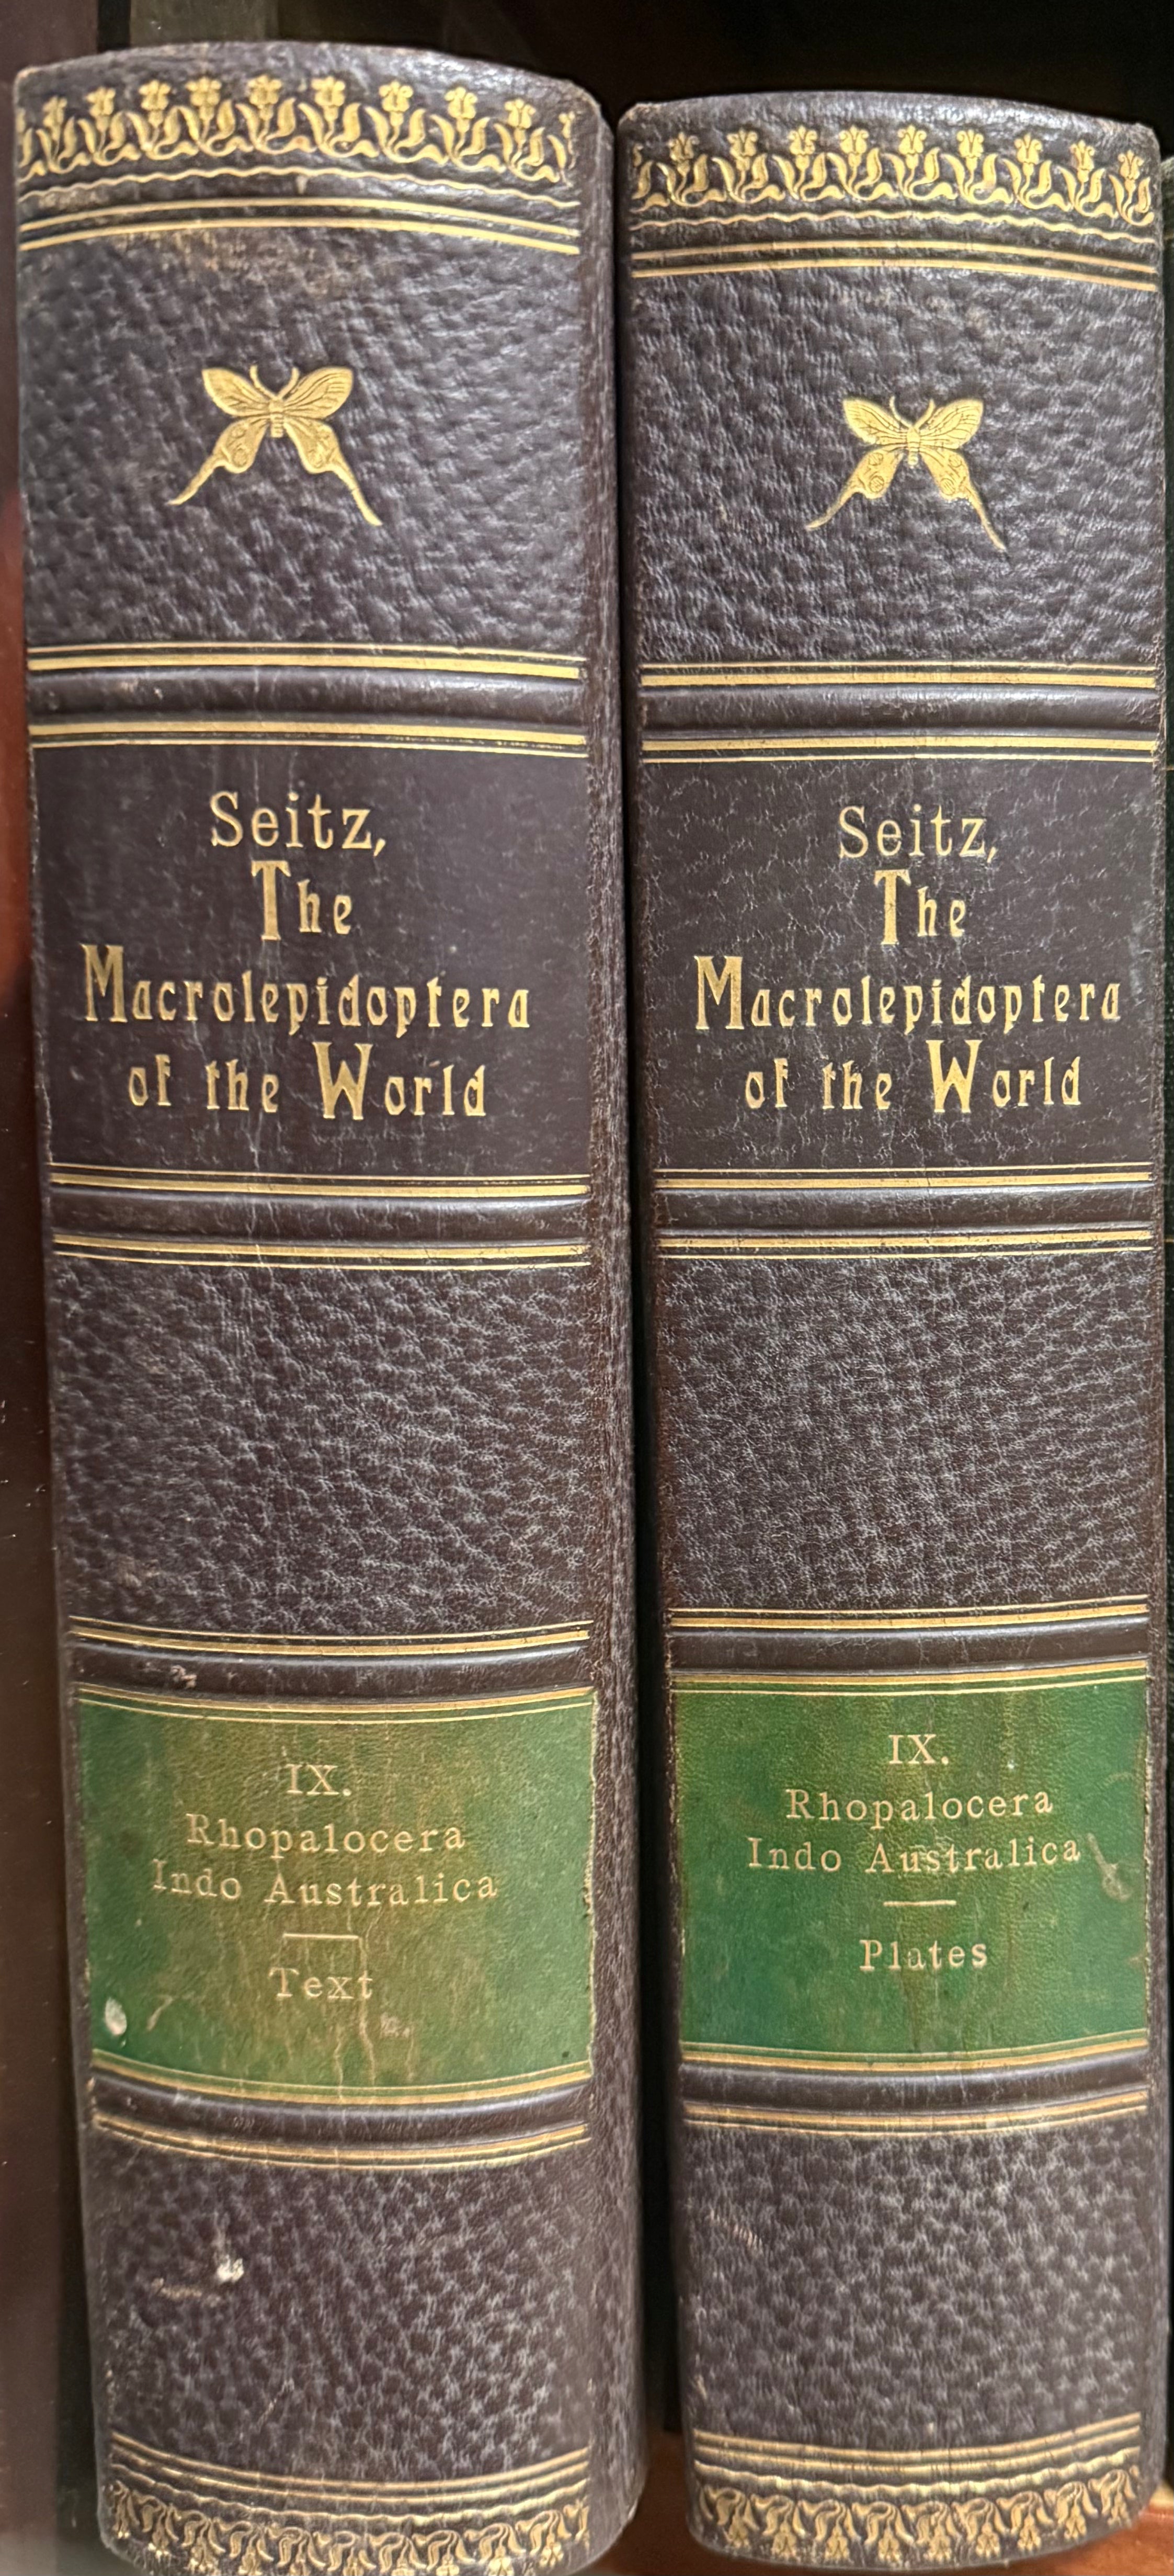 Seitz,
The
Macrolepidoptera
of the World
IX.
Rhopalocera
Indo Australica
Text
Seitz,
The
Macrolepidoptera
of the World
IX.
Rhopalocera
Indo Australica
Plates